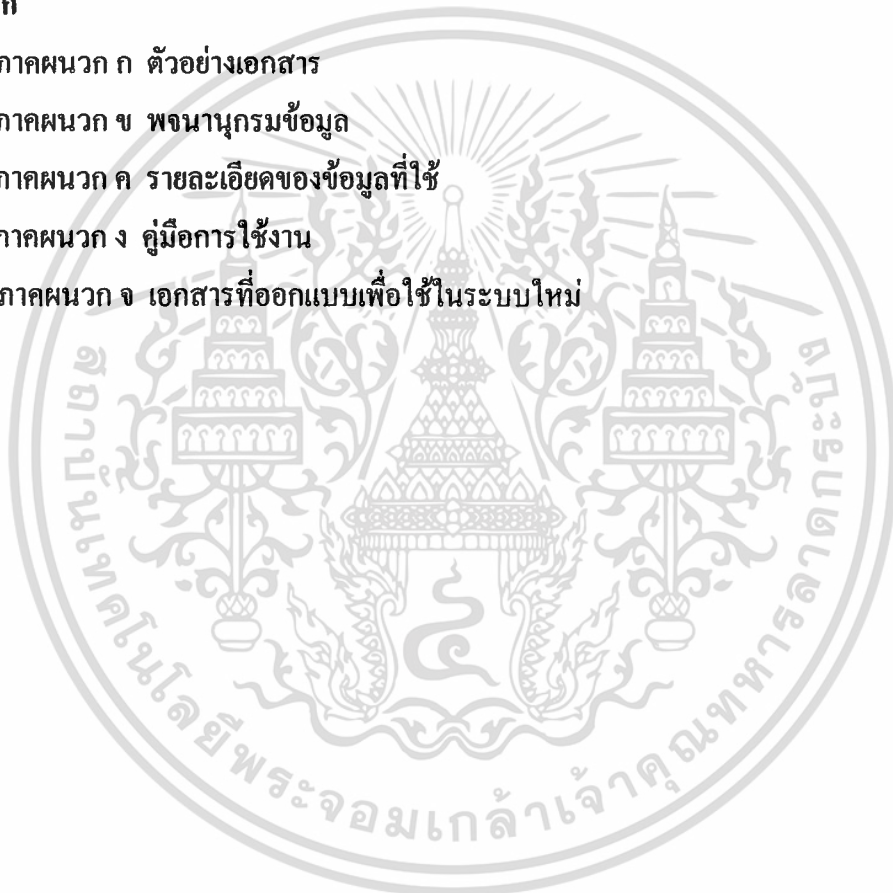 ภาคผนวก ก ตัวอย่างเอกสาร
ภาคผนวก ข พจนานุกรมข้อมูล
ภาคผนวก ค รายละเอียดของข้อมูลที่ใช้
ภาคผนวก ง คู่มือการใช้งาน
ภาคผนวก จ เอกสารที่ออกแบบเพื่อใช้ในระบบใหม่
สถาบันเทคโนโลยีพระจอมเกล้าเจ้าคุณทหารลาดกระบัง
๔